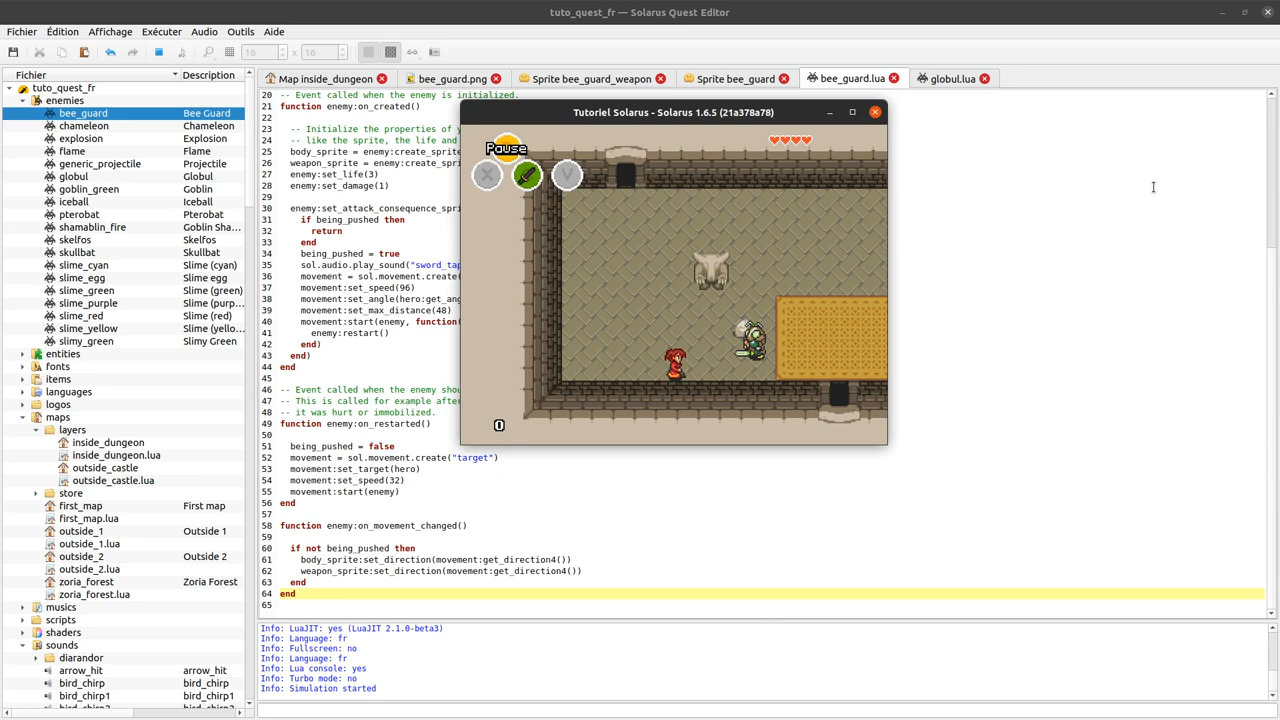 tuto_quest_fr — Solarus Quest Editor
Fichier Édition Affichage Exécuter Audio Outils Aide
16 x 16
Fichier Description
tuto_quest_fr
enemies
bee_guard Bee Guard
chameleon Chameleon
explosion Explosion
flame Flame
generic_projectile Projectile
globul Globul
goblin_green Goblin
iceball Iceball
pterobat Pterobat
shamablin_fire Goblin Sha...
skelfos Skelfos
skullbat Skullbat
slime_cyan Slime (cyan)
slime_egg Slime egg
slime_green Slime (green)
slime_purple Slime (purp...
slime_red Slime (red)
slime_yellow Slime (yello...
slimy_green Slimy Green
entities
fonts
items
languages
logos
maps
layers
inside_dungeon
inside_dungeon.lua
outside_castle
outside_castle.lua
store
first_map First map
first_map.lua
outside_1 Outside 1
outside_1.lua
outside_2 Outside 2
outside_2.lua
zoria_forest Zoria Forest
zoria_forest.lua
musics
scripts
shaders
sounds
diarandor
arrow_hit arrow_hit
bird_chirp bird_chirp
bird_chirp1 bird_chirp1
Map inside_dungeon bee_guard.png Sprite bee_guard_weapon Sprite bee_guard bee_guard.lua globul.lua
20 -- Event called when the enemy is initialized.
21 function enemy:on_created()
22
23 -- Initialize the properties of y
24 -- like the sprite, the life and
25 body_sprite = enemy:create_sprite
26 weapon_sprite = enemy:create_spri
27 enemy:set_life(3)
28 enemy:set_damage(1)
29
30 enemy:set_attack_consequence_spri
31 if being_pushed then
32 return
33 end
34 being_pushed = true
35 sol.audio.play_sound("sword_tap
36 movement = sol.movement.create(
37 movement:set_speed(96)
38 movement:set_angle(hero:get_ang
39 movement:set_max_distance(48)
40 movement:start(enemy, function(
41 enemy:restart()
42 end)
43 end)
44 end
45
46 -- Event called when the enemy shou
47 -- This is called for example after
48 -- it was hurt or immobilized.
49 function enemy:on_restarted()
50
51 being_pushed = false
52 movement = sol.movement.create("target")
53 movement:set_target(hero)
54 movement:set_speed(32)
55 movement:start(enemy)
56 end
57
58 function enemy:on_movement_changed()
59
60 if not being_pushed then
61 body_sprite:set_direction(movement:get_direction4())
62 weapon_sprite:set_direction(movement:get_direction4())
63 end
64 end
65
Tutoriel Solarus - Solarus 1.6.5 (21a378a78)
Pause
X
Y
0
Info: LuaJIT: yes (LuaJIT 2.1.0-beta3)
Info: Language: fr
Info: Fullscreen: no
Info: Language: fr
Info: Lua console: yes
Info: Turbo mode: no
Info: Simulation started